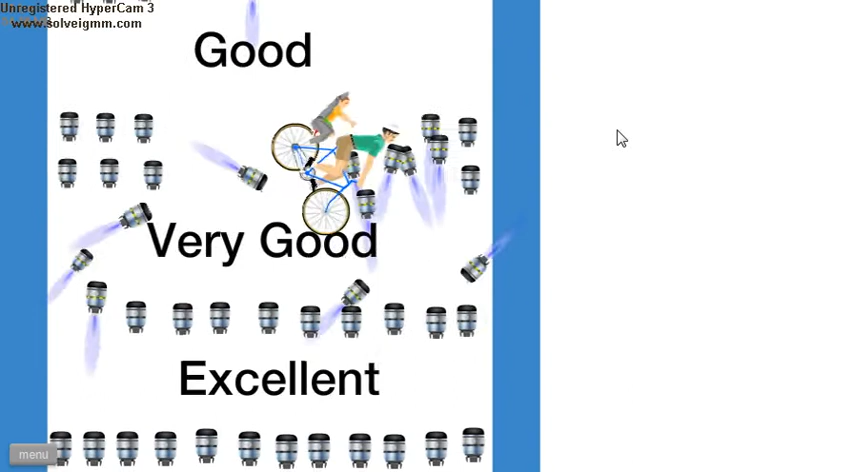 Unregistered HyperCam 3
www.solveigmm.com
Good
Very Good
Excellent
menu